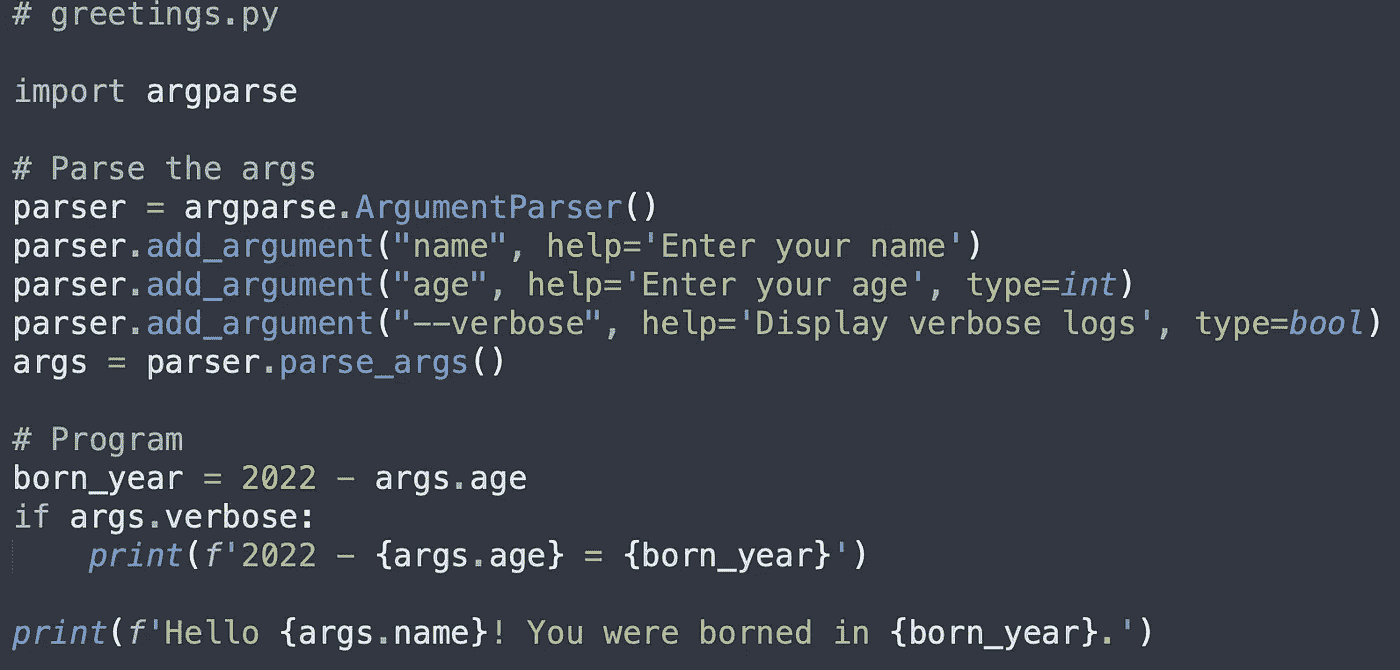 # greetings.py
import argparse
# Parse the args
parser = argparse.ArgumentParser()
parser.add_argument("name", help='Enter your name')
parser.add_argument("age", help='Enter your age', type=int)
parser.add_argument("--verbose", help='Display verbose logs', type=bool)
args = parser.parse_args()
# Program
born_year = 2022 - args.age
if args.verbose:
    print(f'2022 - {args.age} = {born_year}')
print(f'Hello {args.name}! You were borned in {born_year}.')